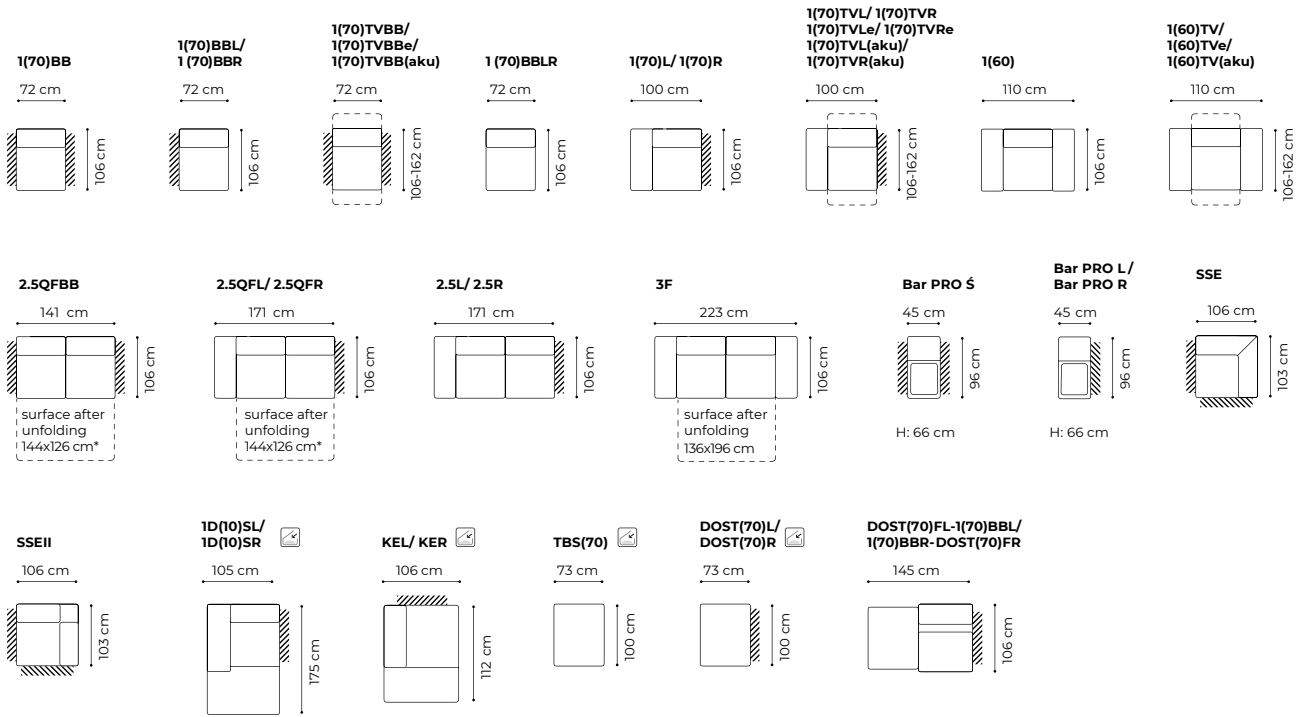 1(70)BB
72 cm
106 cm
1(70)BBL/
1 (70)BBR
72 cm
106 cm
1(70)TVBB/
1(70)TVBBe/
1(70)TVBB(aku)
72 cm
106-162 cm
1 (70)BBLR
72 cm
106 cm
1(70)L/ 1(70)R
100 cm
106 cm
1(70)TVL/ 1(70)TVR
1(70)TVLe/ 1(70)TVRe
1(70)TVL(aku)/
1(70)TVR(aku)
100 cm
106-162 cm
1(60)
110 cm
106 cm
1(60)TV/
1(60)TVe/
1(60)TV(aku)
110 cm
106-162 cm
2.5QFBB
141 cm
106 cm
surface after
unfolding
144x126 cm*
2.5QFL/ 2.5QFR
171 cm
106 cm
surface after
unfolding
144x126 cm*
2.5L/ 2.5R
171 cm
106 cm
3F
223 cm
106 cm
surface after
unfolding
136x196 cm
Bar PRO Ś
45 cm
96 cm
H: 66 cm
Bar PRO L /
Bar PRO R
45 cm
96 cm
H: 66 cm
SSE
106 cm
103 cm
SSEII
106 cm
103 cm
1D(10)SL/
1D(10)SR
105 cm
175 cm
KEL/ KER
106 cm
112 cm
TBS(70)
73 cm
100 cm
DOST(70)L/
DOST(70)R
73 cm
100 cm
DOST(70)FL-1(70)BBL/
1(70)BBR-DOST(70)FR
145 cm
106 cm